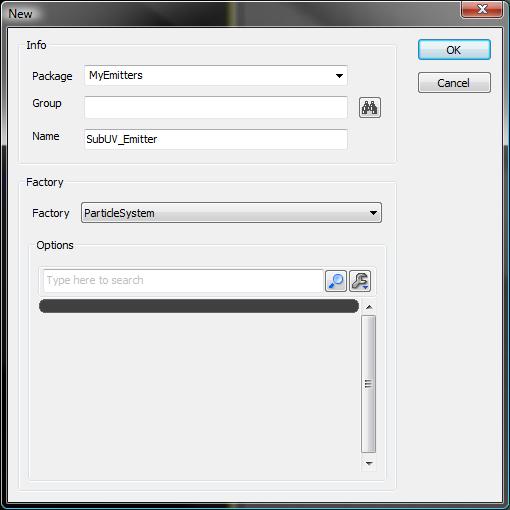 New
Info
OK
Package MyEmitters
Cancel
Group
Name SubUV_Emitter
Factory
Factory ParticleSystem
Options
Type here to search